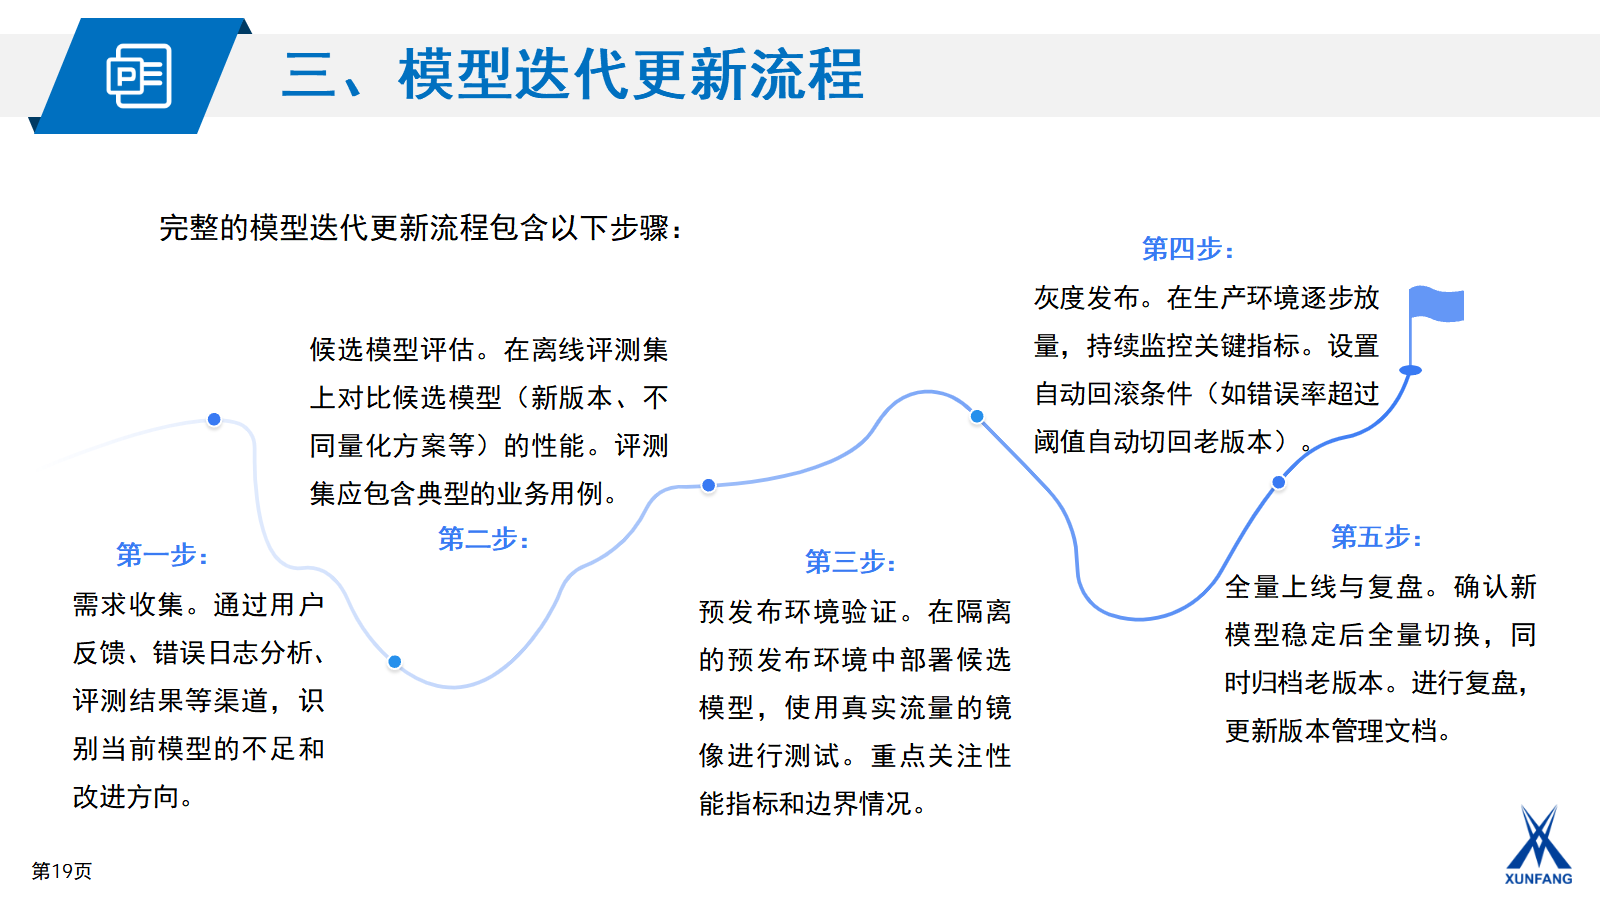 三、模型迭代更新流程
完整的模型迭代更新流程包含以下步骤：
第一步：
需求收集。通过用户
反馈、错误日志分析、
评测结果等渠道，识
别当前模型的不足和
改进方向。
候选模型评估。在离线评测集
上对比候选模型（新版本、不
同量化方案等）的性能。评测
集应包含典型的业务用例。
第二步：
第三步：
预发布环境验证。在隔离
的预发布环境中部署候选
模型，使用真实流量的镜
像进行测试。重点关注性
能指标和边界情况。
第四步：
灰度发布。在生产环境逐步放
量，持续监控关键指标。设置
自动回滚条件（如错误率超过
阈值自动切回老版本）。
第五步：
全量上线与复盘。确认新
模型稳定后全量切换，同
时归档老版本。进行复盘，
更新版本管理文档。
第19页
XUNFANG